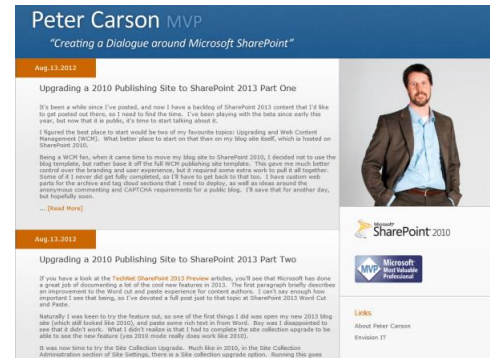 Peter Carson MVP
"Creating a Dialogue around Microsoft SharePoint"
Aug.13.2012
Upgrading a 2010 Publishing Site to SharePoint 2013 Part One
It's been a while since I've posted, and now I have a backlog of SharePoint 2013 content that I'd like
to get posted out there, so I need to find the time. I've been playing with the beta since early this
year, but now that it is public, it's time to start talking about it.
I figured the best place to start would be two of my favourite topics: Upgrading and Web Content
Management (WCM). What better place to start on that than on my blog site itself, which is hosted on
SharePoint 2010.
Being a WCM fan, when it came time to move my blog site to SharePoint 2010, I decided not to use the
blog template, but rather base it off the full WCM publishing site template. This gave me much better
control over the branding and user experience, but it required some extra work to pull it all together.
Some of it I never did get fully completed, so I'll have to get back to that too. I have custom web
parts for the archive and tag cloud sections that I need to deploy, as well as ideas around the
anonymous commenting and CAPTCHA requirements for a public blog. I'll save that for another day,
but hopefully soon.
... [Read More]
Aug.13.2012
Upgrading a 2010 Publishing Site to SharePoint 2013 Part Two
If you have a look at the TechNet SharePoint 2013 Preview articles, you'll see that Microsoft has done
a great job of documenting a lot of the cool new features in 2013. The first paragraph briefly describes
an improvement to the Word cut and paste experience for content authors. I can't say enough how
important I see that being, so I've devoted a full post just to that topic at SharePoint 2013 Word Cut
and Paste.
Naturally I was keen to try the feature out, so one of the first things I did was open my new 2013 blog
site (which still looked like 2010), and paste some rich text in from Word. Boy was I disappointed to
see that it didn't work. What I didn't realize is that I had to complete the site collection upgrade to be
able to see the new feature (yes 2010 mode really does work like 2010).
It was now time to try the Site Collection Upgrade. Much like in 2010, in the Site Collection
Administration section of Site Settings, there is a Site Collection upgrade option. Running this goes
Microsoft
SharePoint 2010
MVP
Microsoft
Most Valuable
Professional
Links
About Peter Carson
Envision IT